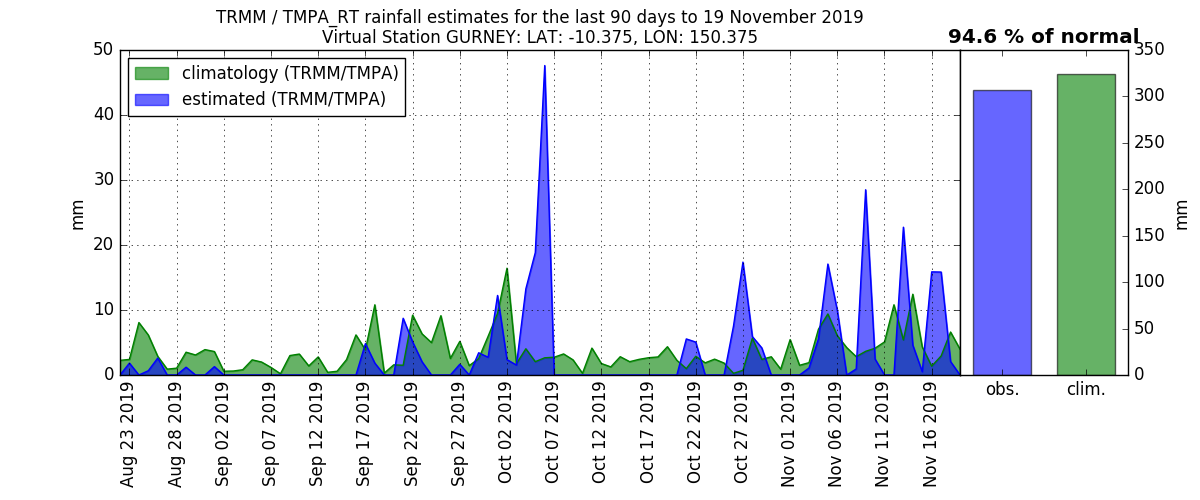 TRMM / TMPA_RT rainfall estimates for the last 90 days to 19 November 2019
Virtual Station GURNEY: LAT: -10.375, LON: 150.375
94.6 % of normal
climatology (TRMM/TMPA)
estimated (TRMM/TMPA)
50
40
30
20
10
0
mm
350
300
250
200
150
100
50
0
mm
obs.
clim.
Aug 23 2019
Aug 28 2019
Sep 02 2019
Sep 07 2019
Sep 12 2019
Sep 17 2019
Sep 22 2019
Sep 27 2019
Oct 02 2019
Oct 07 2019
Oct 12 2019
Oct 17 2019
Oct 22 2019
Oct 27 2019
Nov 01 2019
Nov 06 2019
Nov 11 2019
Nov 16 2019